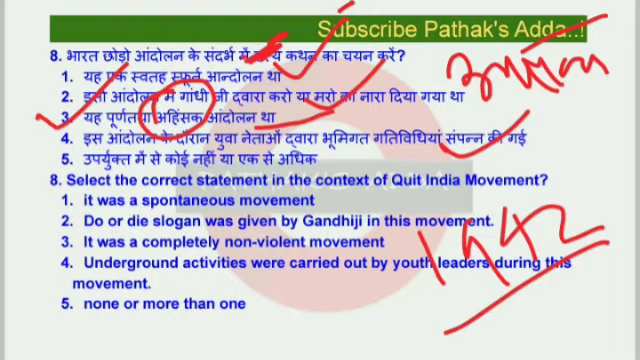 Subscribe Pathak's Adda..!
8. भारत छोड़ो आंदोलन के संदर्भ में कथन का चयन करें?
1. यह एक स्वतह स्फूर्त आन्दोलन था
2. इसी आंदोलन में गांधी जी द्वारा करो या मरो का नारा दिया गया था
3. यह पूर्णतया अहिंसक आंदोलन था
4. इस आंदोलन के दौरान युवा नेताओं द्वारा भूमिगत गतिविधियां संपन्न की गई
5. उपर्युक्त में से कोई नहीं या एक से अधिक
8. Select the correct statement in the context of Quit India Movement?
1. it was a spontaneous movement
2. Do or die slogan was given by Gandhiji in this movement.
3. It was a completely non-violent movement
4. Underground activities were carried out by youth leaders during this
movement.
5. none or more than one
1942